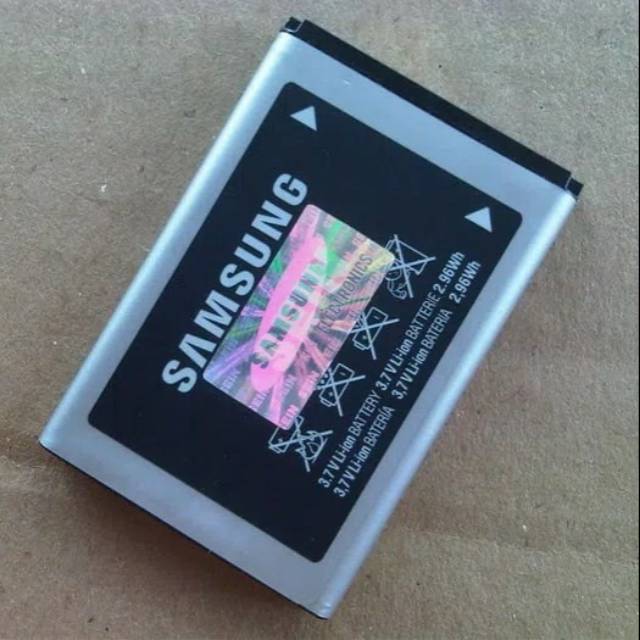 SAMSUNG
SAMSUNG
ELECTRONICS
3.7V Li-ion BATTERY 3.7V Li-ion BATTERIE 2.96Wh
3.7V Li-ion BATERIA 3.7V Li-ion BATERIA 2.96Wh